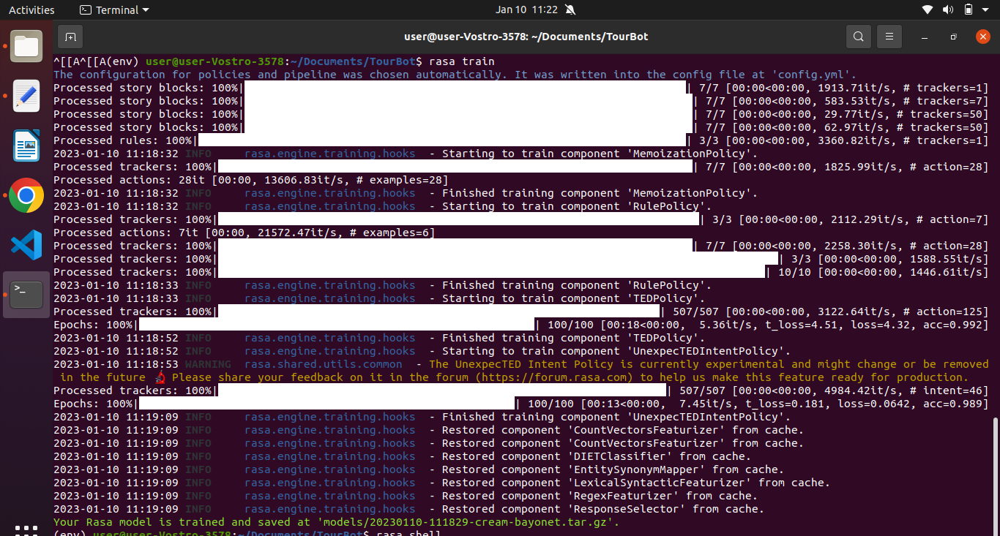 Activities
Terminal
Jan 10 11:22
user@user-Vostro-3578: ~/Documents/TourBot
^[[A^[[A(env) user@user-Vostro-3578:~/Documents/TourBot$ rasa train
The configuration for policies and pipeline was chosen automatically. It was written into the config file at 'config.yml'.
Processed story blocks: 100%| | 7/7 [00:00<00:00, 1913.71it/s, # trackers=1]
Processed story blocks: 100%| | 7/7 [00:00<00:00, 583.53it/s, # trackers=7]
Processed story blocks: 100%| | 7/7 [00:00<00:00, 29.77it/s, # trackers=50]
Processed story blocks: 100%| | 7/7 [00:00<00:00, 62.97it/s, # trackers=50]
Processed rules: 100%| | 3/3 [00:00<00:00, 3360.82it/s, # trackers=1]
2023-01-10 11:18:32 INFO rasa.engine.training.hooks - Starting to train component 'MemoizationPolicy'.
Processed trackers: 100%| | 7/7 [00:00<00:00, 1825.99it/s, # action=28]
Processed actions: 28it [00:00, 13606.83it/s, # examples=28]
2023-01-10 11:18:32 INFO rasa.engine.training.hooks - Finished training component 'MemoizationPolicy'.
2023-01-10 11:18:32 INFO rasa.engine.training.hooks - Starting to train component 'RulePolicy'.
Processed trackers: 100%| | 3/3 [00:00<00:00, 2112.29it/s, # action=7]
Processed actions: 7it [00:00, 21572.47it/s, # examples=6]
Processed trackers: 100%| | 7/7 [00:00<00:00, 2258.30it/s, # action=28]
Processed trackers: 100%| | 3/3 [00:00<00:00, 1588.55it/s]
Processed trackers: 100%| | 10/10 [00:00<00:00, 1446.61it/s]
2023-01-10 11:18:33 INFO rasa.engine.training.hooks - Finished training component 'RulePolicy'.
2023-01-10 11:18:33 INFO rasa.engine.training.hooks - Starting to train component 'TEDPolicy'.
Processed trackers: 100%| | 507/507 [00:00<00:00, 3122.64it/s, # action=125]
Epochs: 100%| | 100/100 [00:18<00:00, 5.36it/s, t_loss=4.51, loss=4.32, acc=0.992]
2023-01-10 11:18:52 INFO rasa.engine.training.hooks - Finished training component 'TEDPolicy'.
2023-01-10 11:18:52 INFO rasa.engine.training.hooks - Starting to train component 'UnexpecTEDIntentPolicy'.
2023-01-10 11:18:53 WARNING rasa.shared.utils.common - The UnexpecTED Intent Policy is currently experimental and might change or be removed
in the future 🔬 Please share your feedback on it in the forum (https://forum.rasa.com) to help us make this feature ready for production.
Processed trackers: 100%| | 507/507 [00:00<00:00, 4984.42it/s, # intent=46]
Epochs: 100%| | 100/100 [00:13<00:00, 7.45it/s, t_loss=0.181, loss=0.0642, acc=0.989]
2023-01-10 11:19:09 INFO rasa.engine.training.hooks - Finished training component 'UnexpecTEDIntentPolicy'.
2023-01-10 11:19:09 INFO rasa.engine.training.hooks - Restored component 'CountVectorsFeaturizer' from cache.
2023-01-10 11:19:09 INFO rasa.engine.training.hooks - Restored component 'CountVectorsFeaturizer' from cache.
2023-01-10 11:19:09 INFO rasa.engine.training.hooks - Restored component 'DIETClassifier' from cache.
2023-01-10 11:19:09 INFO rasa.engine.training.hooks - Restored component 'EntitySynonymMapper' from cache.
2023-01-10 11:19:09 INFO rasa.engine.training.hooks - Restored component 'LexicalSyntacticFeaturizer' from cache.
2023-01-10 11:19:09 INFO rasa.engine.training.hooks - Restored component 'RegexFeaturizer' from cache.
2023-01-10 11:19:09 INFO rasa.engine.training.hooks - Restored component 'ResponseSelector' from cache.
Your Rasa model is trained and saved at 'models/20230110-111829-cream-bayonet.tar.gz'.
(env) user@user-Vostro-3578:~/Documents/TourBot$ rasa shell